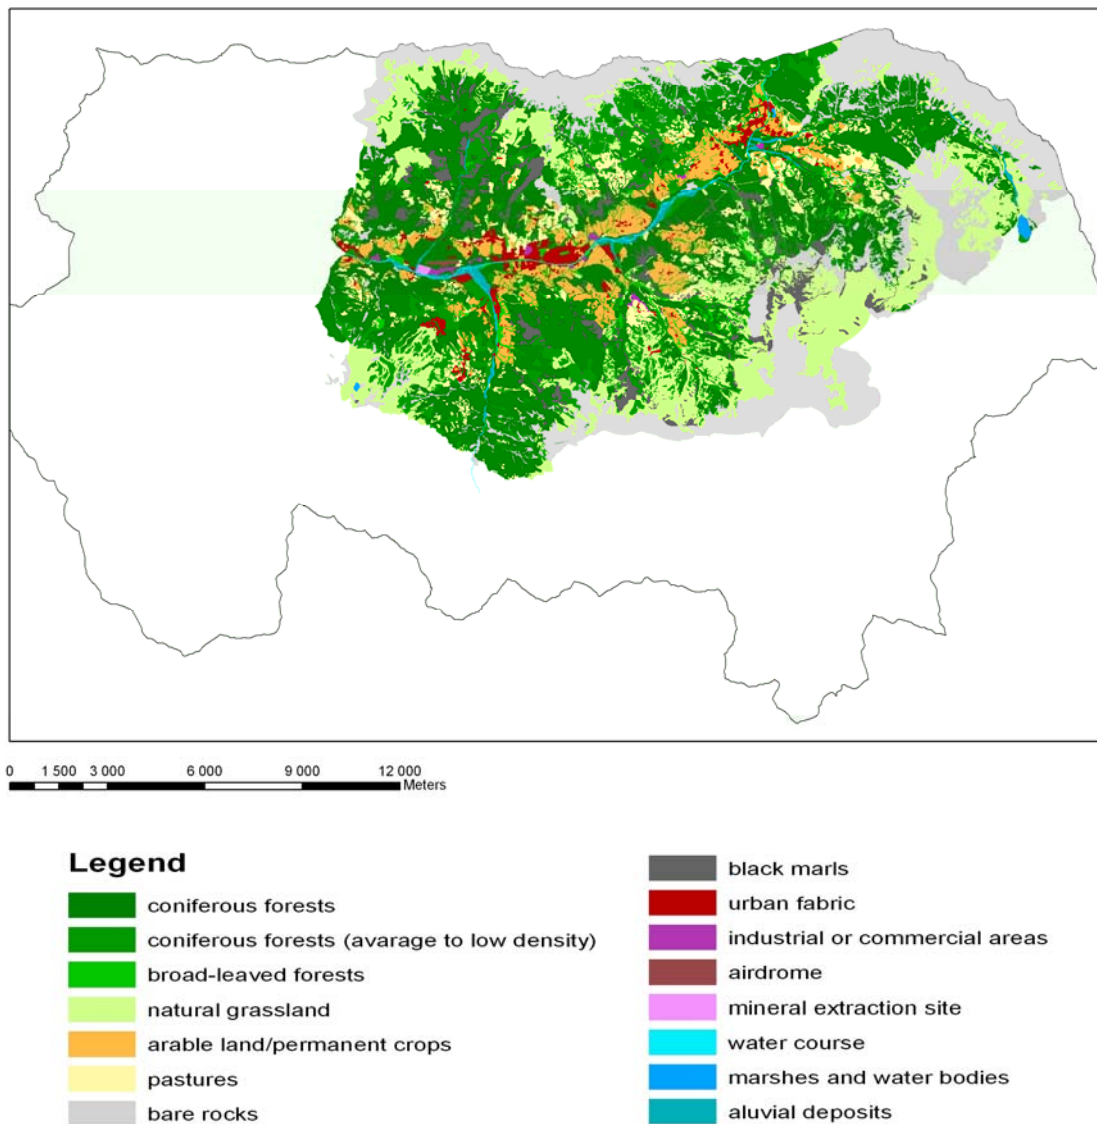 0 1 500 3 000 6 000 9 000 12 000
Meters
Legend
coniferous forests
coniferous forests (avarage to low density)
broad-leaved forests
natural grassland
arable land/permanent crops
pastures
bare rocks
black marls
urban fabric
industrial or commercial areas
airdrome
mineral extraction site
water course
marshes and water bodies
aluvial deposits